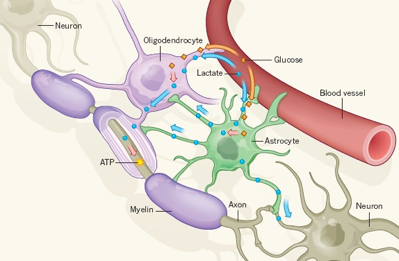 Neuron
Oligodendrocyte
Glucose
Lactate
Blood vessel
Astrocyte
ATP
Myelin
Axon
Neuron